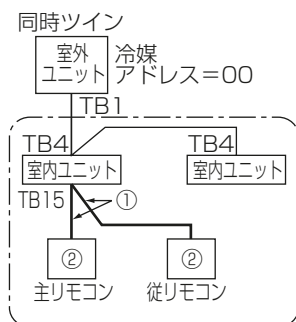 同時ツイン
室外
ユニット
冷媒
アドレス=00
TB1
TB4
TB4
室内ユニット
室内ユニット
TB15
①
②
②
主リモコン
従リモコン